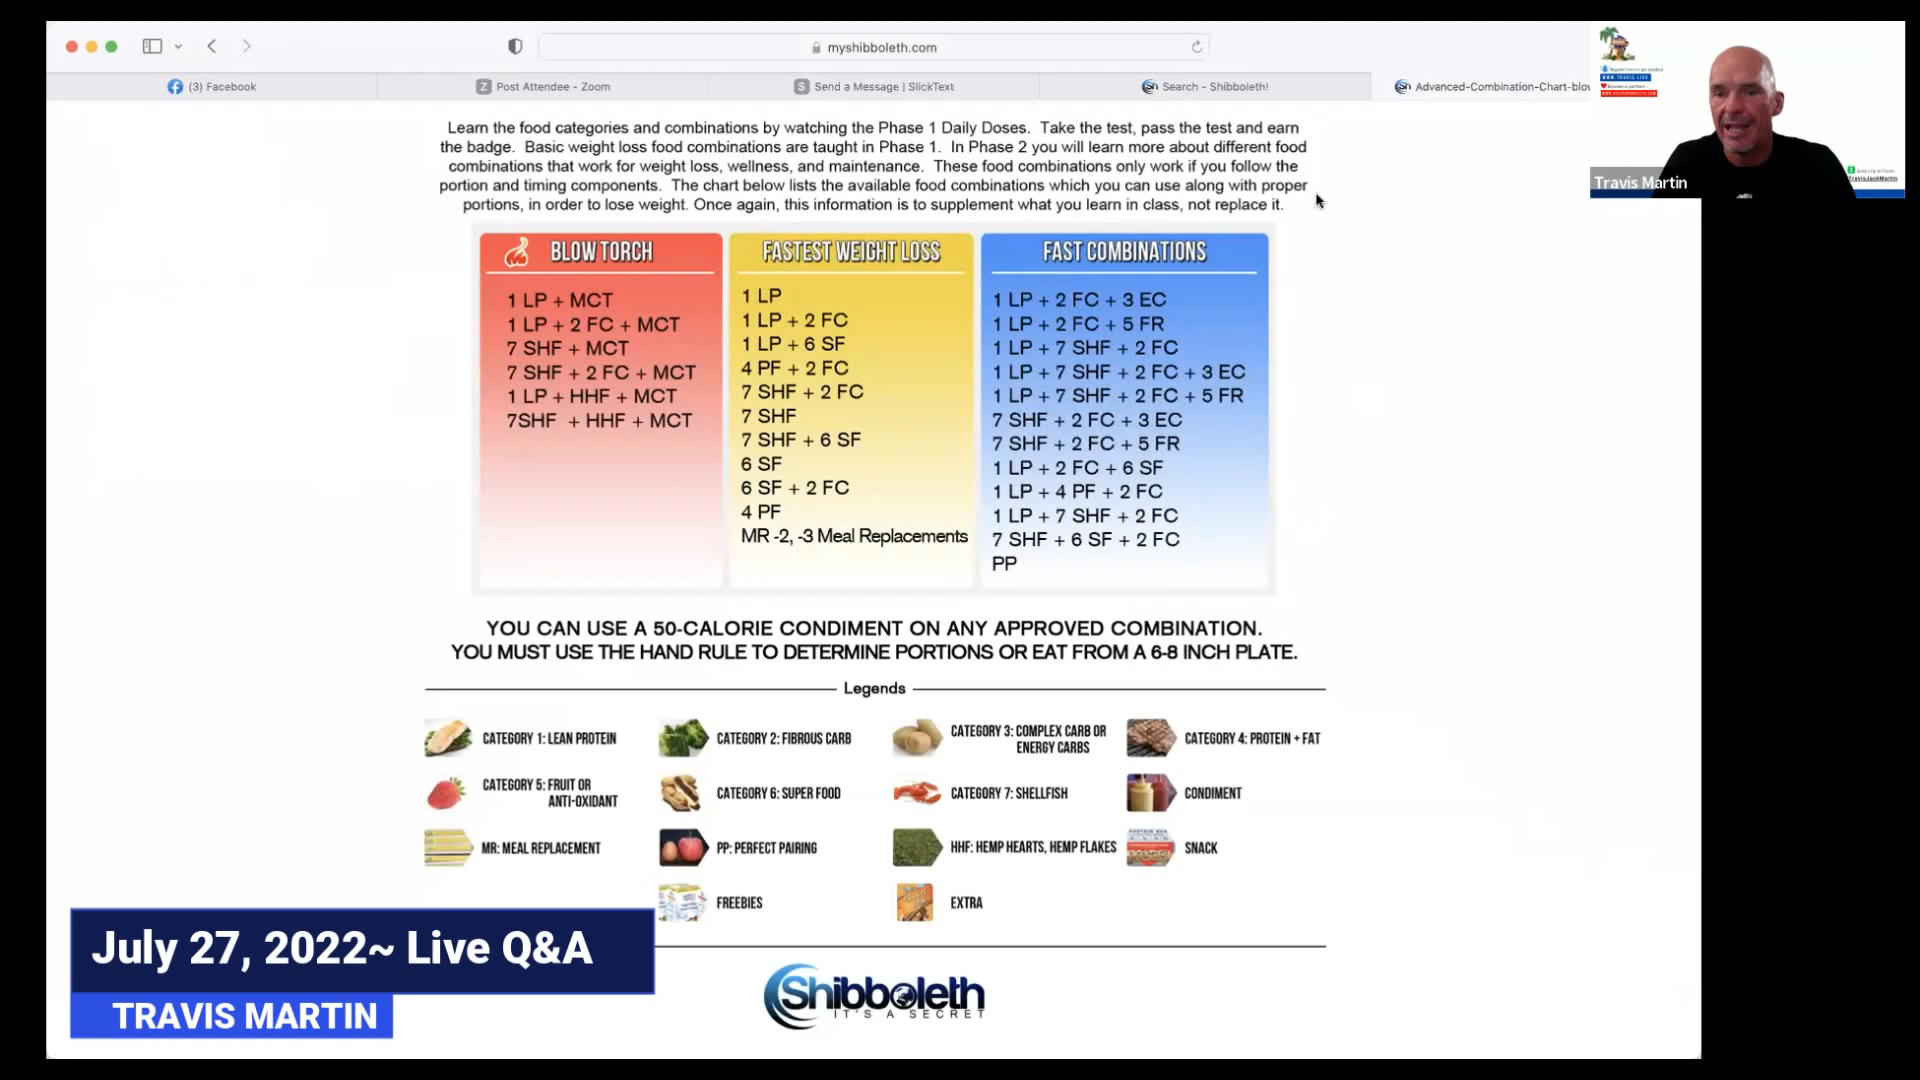 myshibboleth.com
(3) Facebook
Z Post Attendee - Zoom
S Send a Message | SlickText
Search - Shibboleth!
Advanced-Combination-Chart-blov
Learn the food categories and combinations by watching the Phase 1 Daily Doses. Take the test, pass the test and earn
the badge. Basic weight loss food combinations are taught in Phase 1. In Phase 2 you will learn more about different food
combinations that work for weight loss, wellness, and maintenance. These food combinations only work if you follow the
portion and timing components. The chart below lists the available food combinations which you can use along with proper
portions, in order to lose weight. Once again, this information is to supplement what you learn in class, not replace it.
Travis Martin
BLOW TORCH
1 LP + MCT
1 LP + 2 FC + MCT
7 SHF + MCT
7 SHF + 2 FC + MCT
1 LP + HHF + MCT
7SHF + HHF + MCT
FASTEST WEIGHT LOSS
1 LP
1 LP + 2 FC
1 LP + 6 SF
4 PF + 2 FC
7 SHF + 2 FC
7 SHF
7 SHF + 6 SF
6 SF
6 SF + 2 FC
4 PF
MR -2, -3 Meal Replacements
FAST COMBINATIONS
1 LP + 2 FC + 3 EC
1 LP + 2 FC + 5 FR
1 LP + 7 SHF + 2 FC
1 LP + 7 SHF + 2 FC + 3 EC
1 LP + 7 SHF + 2 FC + 5 FR
7 SHF + 2 FC + 3 EC
7 SHF + 2 FC + 5 FR
1 LP + 2 FC + 6 SF
1 LP + 4 PF + 2 FC
1 LP + 7 SHF + 2 FC
7 SHF + 6 SF + 2 FC
PP
YOU CAN USE A 50-CALORIE CONDIMENT ON ANY APPROVED COMBINATION.
YOU MUST USE THE HAND RULE TO DETERMINE PORTIONS OR EAT FROM A 6-8 INCH PLATE.
Legends
CATEGORY 1: LEAN PROTEIN
CATEGORY 2: FIBROUS CARB
CATEGORY 3: COMPLEX CARB OR
ENERGY CARBS
CATEGORY 4: PROTEIN + FAT
CATEGORY 5: FRUIT OR
ANTI-OXIDANT
CATEGORY 6: SUPER FOOD
CATEGORY 7: SHELLFISH
CONDIMENT
MR: MEAL REPLACEMENT
PP: PERFECT PAIRING
HHF: HEMP HEARTS, HEMP FLAKES
SNACK
FREEBIES
EXTRA
July 27, 2022~ Live Q&A
TRAVIS MARTIN
Shibboleth
IT'S A SECRET